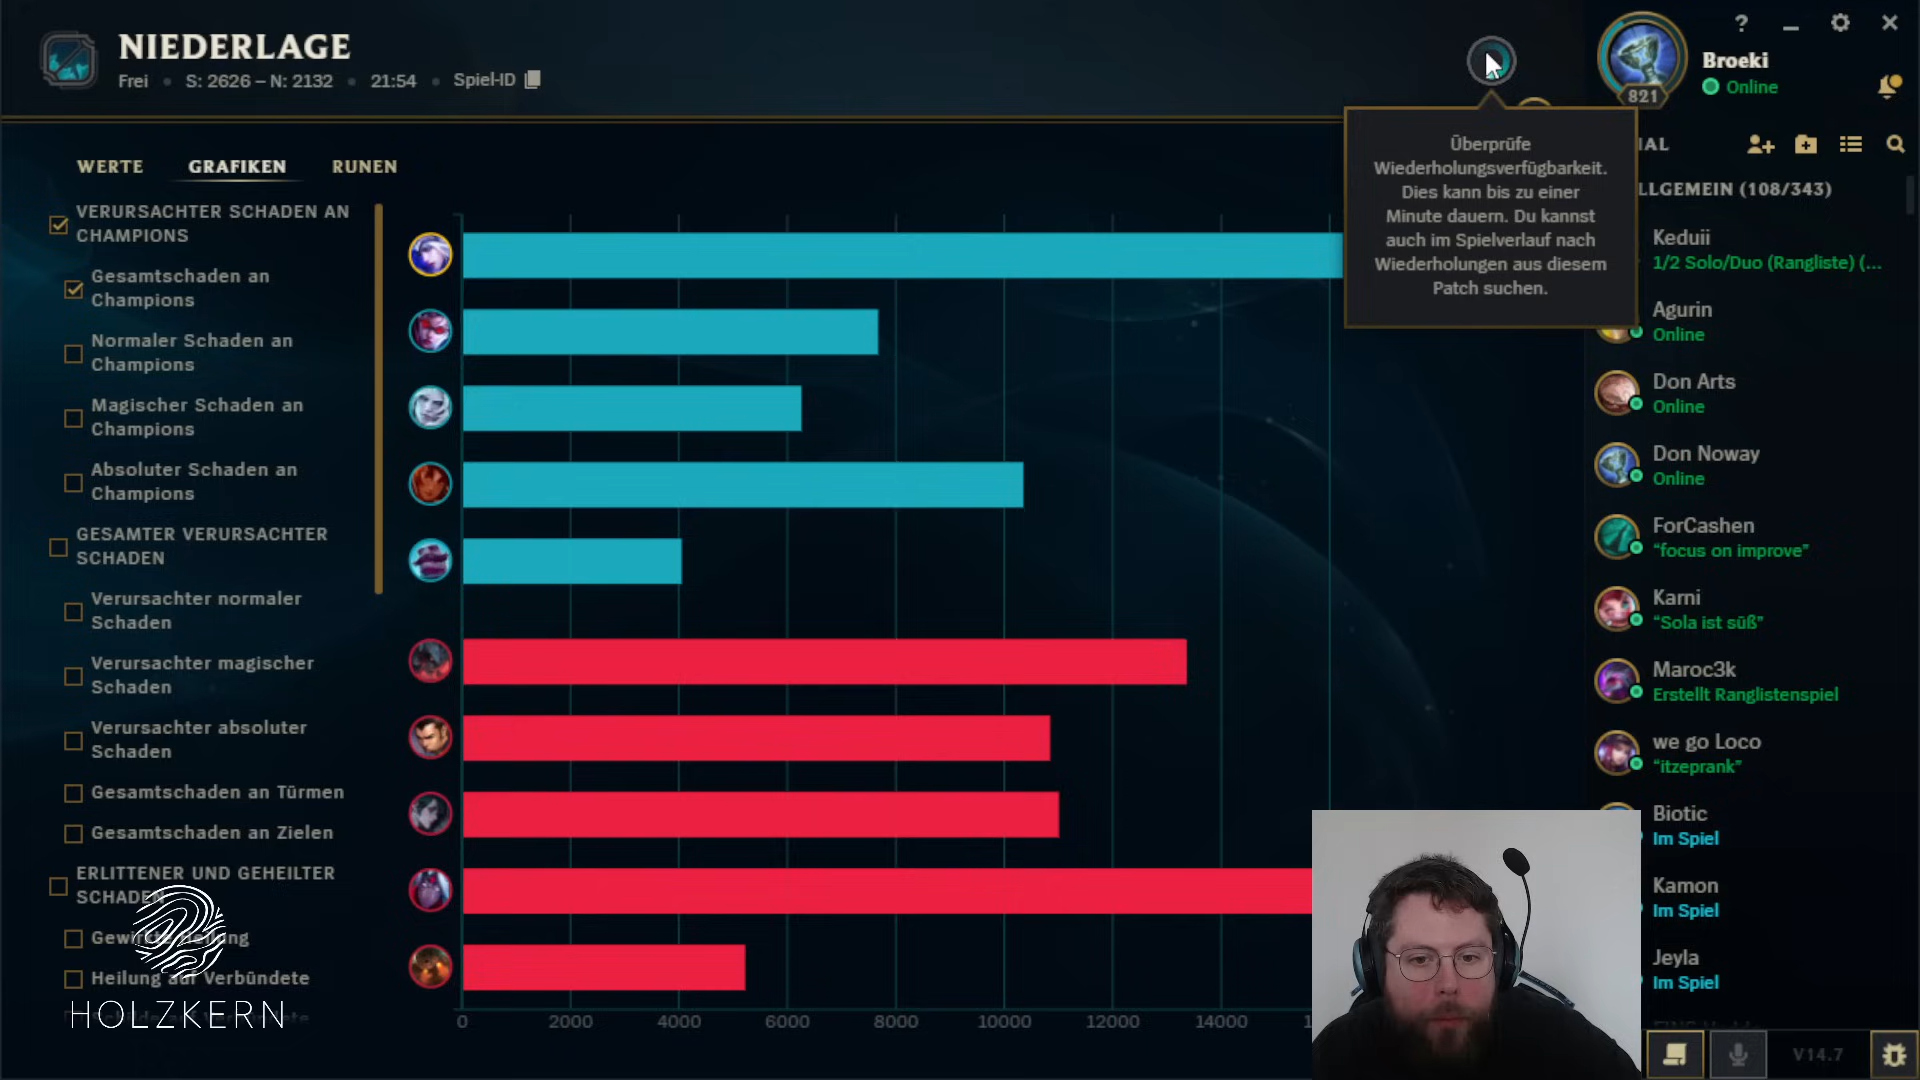 NIEDERLAGE
Frei • S: 2626 – N: 2132 • 21:54 • Spiel-ID
821
Broeki
Online
WERTE GRAFIKEN RUNEN
VERURSACHTER SCHADEN AN
CHAMPIONS
Gesamtschaden an
Champions
Normaler Schaden an
Champions
Magischer Schaden an
Champions
Absoluter Schaden an
Champions
GESAMTER VERURSACHTER
SCHADEN
Verursachter normaler
Schaden
Verursachter magischer
Schaden
Verursachter absoluter
Schaden
Gesamtschaden an Türmen
Gesamtschaden an Zielen
ERLITTENER UND GEHEILTER
SCHADEN
Gewirkte Heilung
Heilung auf Verbündete
HOLZKERN
0 2000 4000 6000 8000 10000 12000 14000 1
Überprüfe
Wiederholungsverfügbarkeit.
Dies kann bis zu einer
Minute dauern. Du kannst
auch im Spielverlauf nach
Wiederholungen aus diesem
Patch suchen.
IAL
LLGEMEIN (108/343)
Keduii
1/2 Solo/Duo (Rangliste) (...
Agurin
Online
Don Arts
Online
Don Noway
Online
ForCashen
“focus on improve”
Karni
“Sola ist süß”
Maroc3k
Erstellt Ranglistenspiel
we go Loco
“itzeprank”
Biotic
Im Spiel
Kamon
Im Spiel
Jeyla
Im Spiel
V14.7